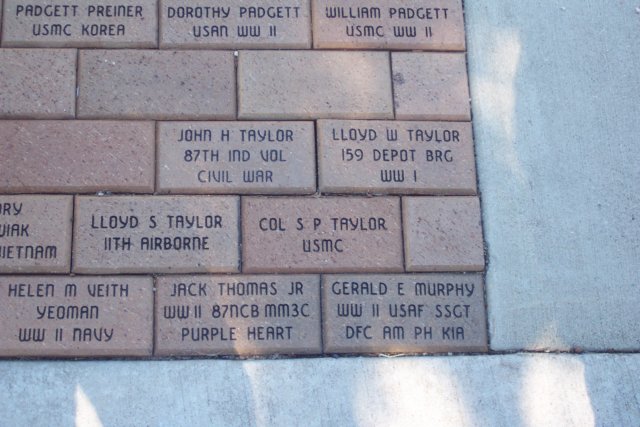 PADGETT PREINER
USMC KOREA
DOROTHY PADGETT
USAN WW II
WILLIAM PADGETT
USMC WW II
JOHN H TAYLOR
87TH IND VOL
CIVIL WAR
LLOYD W TAYLOR
159 DEPOT BRG
WW I
ORY
WIAK
VIETNAM
LLOYD S TAYLOR
11TH AIRBORNE
COL S P TAYLOR
USMC
HELEN M VEITH
YEOMAN
WW II NAVY
JACK THOMAS JR
WW II 87NCB MM3C
PURPLE HEART
GERALD E MURPHY
WW II USAF SSGT
DFC AM PH KIA